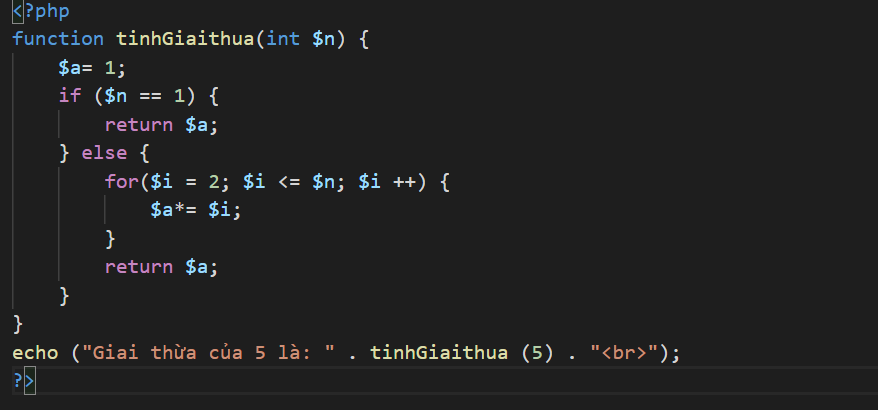 <?php
function tinhGiaithua(int $n) {
    $a= 1;
    if ($n == 1) {
        return $a;
    } else {
        for($i = 2; $i <= $n; $i ++) {
            $a*= $i;
        }
        return $a;
    }
}
echo ("Giai thừa của 5 là: " . tinhGiaithua (5) . "<br>");
?>